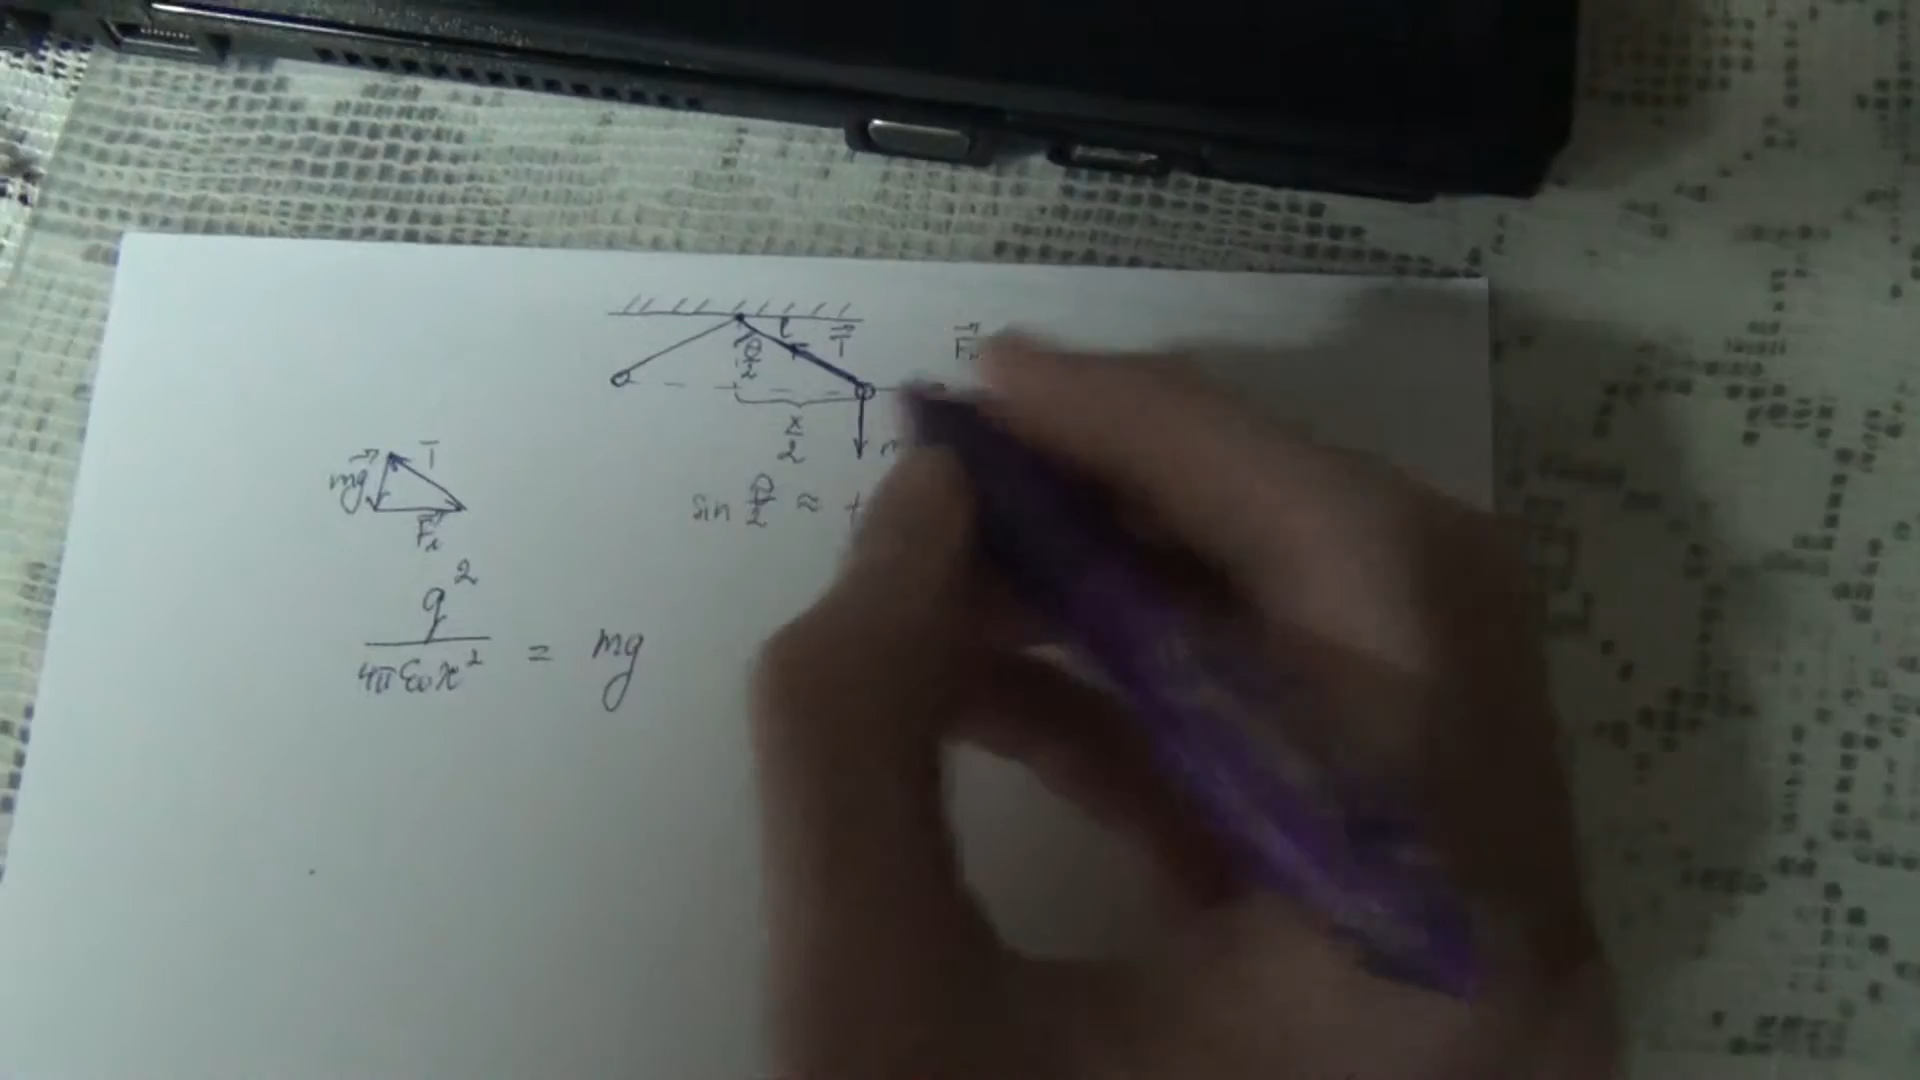 l T⃗
θ/2
F⃗
x/2
sin θ/2 ≈
mg⃗ T
F⃗
q² / 4πε₀x² = mg